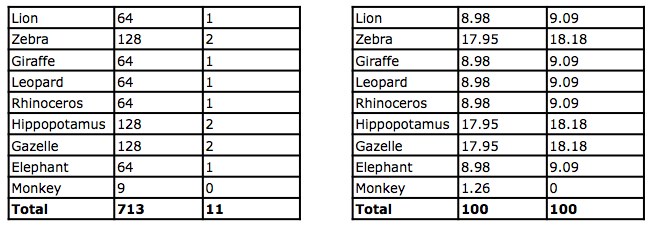 Lion 64 1
Zebra 128 2
Giraffe 64 1
Leopard 64 1
Rhinoceros 64 1
Hippopotamus 128 2
Gazelle 128 2
Elephant 64 1
Monkey 9 0
Total 713 11
Lion 8.98 9.09
Zebra 17.95 18.18
Giraffe 8.98 9.09
Leopard 8.98 9.09
Rhinoceros 8.98 9.09
Hippopotamus 17.95 18.18
Gazelle 17.95 18.18
Elephant 8.98 9.09
Monkey 1.26 0
Total 100 100